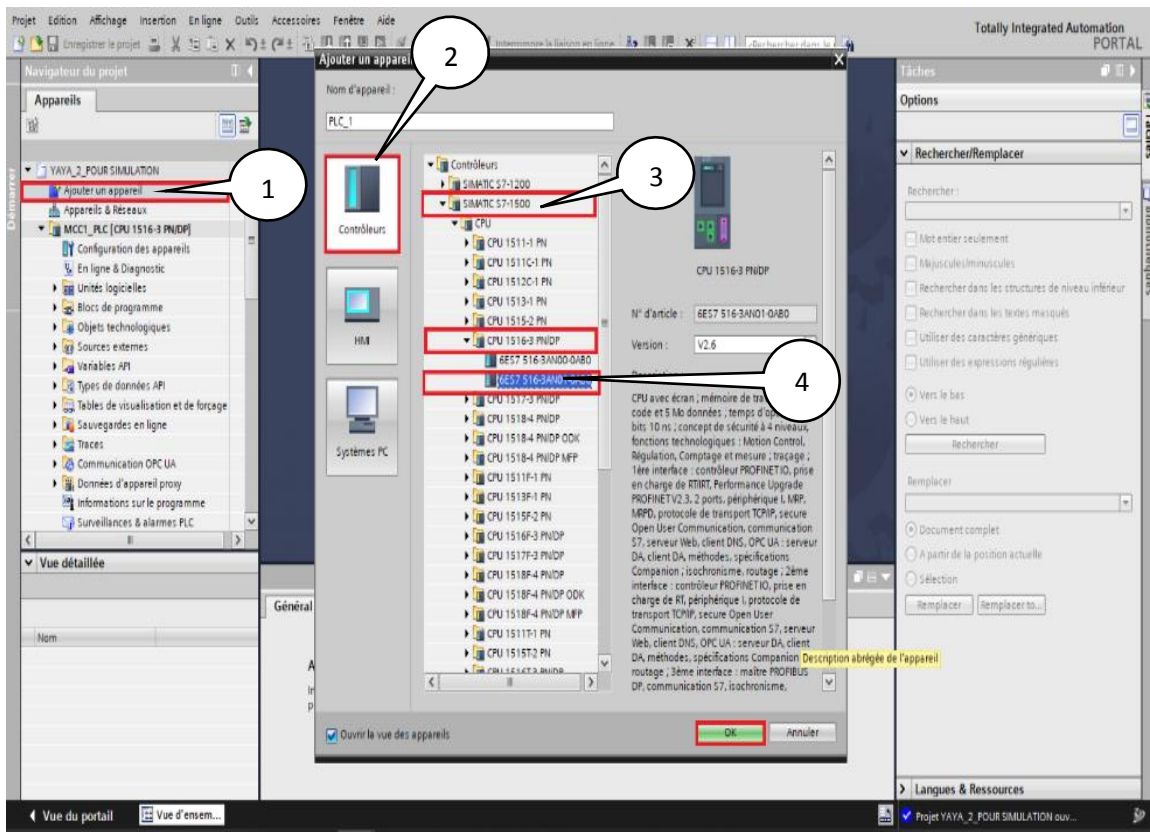 Projet Edition Affichage Insertion En ligne Outils Accessoires Fenêtre Aide
Totally Integrated Automation
PORTAL
Enregistrer le projet
Interrompre la liaison en ligne
Navigateur du projet
Appareils
Démarrer
YAYA_2_POUR SIMULATION
Ajouter un appareil
Appareils & Réseaux
MCC1_PLC [CPU 1516-3 PN/DP]
Configuration des appareils
En ligne & Diagnostic
Unités logicielles
Blocs de programme
Objets technologiques
Sources externes
Variables API
Types de données API
Tables de visualisation et de forçage
Sauvegardes en ligne
Traces
Communication OPC UA
Données d'appareil proxy
Informations sur le programme
Surveillances & alarmes PLC
Vue détaillée
Nom
1
2
3
4
Général
Ajouter un appareil
X
Nom d'appareil :
PLC_1
Contrôleurs
HMI
Systèmes PC
Contrôleurs
SIMATIC S7-1200
SIMATIC S7-1500
CPU
CPU 1511-1 PN
CPU 1511C-1 PN
CPU 1512C-1 PN
CPU 1513-1 PN
CPU 1515-2 PN
CPU 1516-3 PN/DP
6ES7 516-3AN00-0AB0
6ES7 516-3AN01-0AB0
CPU 1517-3 PN/DP
CPU 1518-4 PN/DP
CPU 1518-4 PN/DP ODK
CPU 1518-4 PN/DP MFP
CPU 1511F-1 PN
CPU 1513F-1 PN
CPU 1515F-2 PN
CPU 1516F-3 PN/DP
CPU 1517F-3 PN/DP
CPU 1518F-4 PN/DP
CPU 1518F-4 PN/DP ODK
CPU 1518F-4 PN/DP MFP
CPU 1511T-1 PN
CPU 1515T-2 PN
CPU 1516T-3 PN/DP
CPU 1516-3 PN/DP
N° d'article : 6ES7 516-3AN01-0AB0
Version : V2.6
CPU avec écran ; mémoire de
code et 5 Mo données ; temps
bits 10 ns ; concept de sécurité à 4 niveaux,
fonctions technologiques : Motion Control,
Régulation, Comptage et mesure ; traçage ;
1ère interface : contrôleur PROFINET IO, prise
en charge de RT/IRT, Performance Upgrade
PROFINET V2.3, 2 ports, périphérique I, MRP,
MRPD, protocole de transport TCP/IP, secure
Open User Communication, communication
S7, serveur Web, client DNS, OPC UA : serveur
DA, client DA, méthodes, spécifications
Companion ; isochronisme, routage ; 2ème
interface : contrôleur PROFINET IO, prise en
charge de RT, périphérique I, protocole de
transport TCP/IP, secure Open User
Communication, communication S7, serveur
Web, client DNS, OPC UA : serveur DA, client
DA, méthodes, spécifications Companion
routage ; 3ème interface : maître PROFIBUS
DP, communication S7, isochronisme,
Description abrégée de l'appareil
Ouvrir la vue des appareils
OK
Annuler
Tâches
Options
Rechercher/Remplacer
Rechercher :
Mot entier seulement
Majuscules/minuscules
Rechercher dans les structures de niveau inférieur
Rechercher dans les textes masqués
Utiliser des caractères génériques
Utiliser des expressions régulières
Vers le bas
Vers le haut
Rechercher
Remplacer
Document complet
A partir de la position actuelle
Sélection
Remplacer
Remplacer to...
Langues & Ressources
Vue du portail
Vue d'ensem...
Projet YAYA_2_POUR SIMULATION ouv...